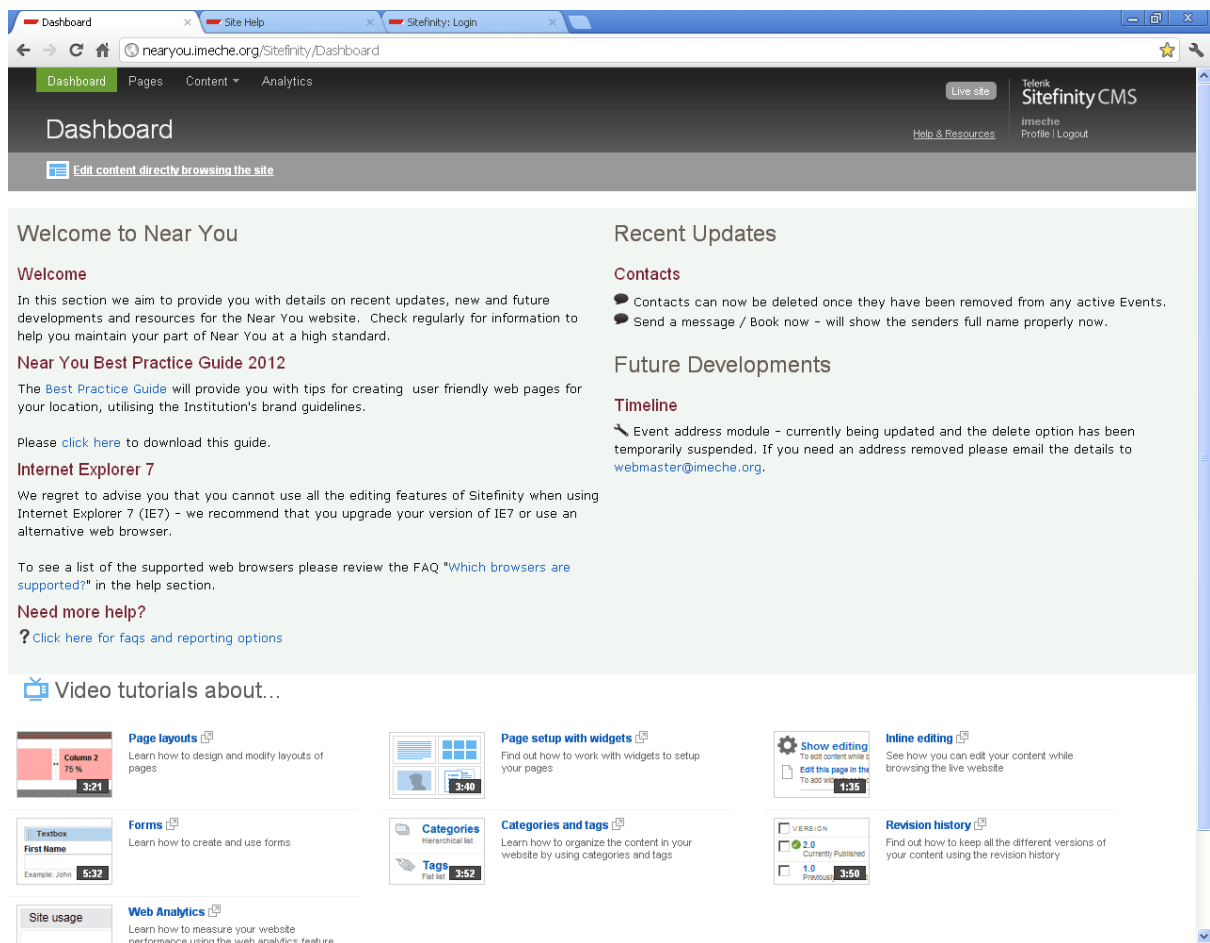 Dashboard
Site Help
Sitefinity: Login
nearyou.imeche.org/Sitefinity/Dashboard
Dashboard Pages Content Analytics
Live site
Telerik
Sitefinity CMS
Dashboard
Help & Resources
imeche
Profile | Logout
Edit content directly browsing the site
Welcome to Near You
Welcome
In this section we aim to provide you with details on recent updates, new and future
developments and resources for the Near You website. Check regularly for information to
help you maintain your part of Near You at a high standard.
Near You Best Practice Guide 2012
The Best Practice Guide will provide you with tips for creating user friendly web pages for
your location, utilising the Institution's brand guidelines.
Please click here to download this guide.
Internet Explorer 7
We regret to advise you that you cannot use all the editing features of Sitefinity when using
Internet Explorer 7 (IE7) - we recommend that you upgrade your version of IE7 or use an
alternative web browser.
To see a list of the supported web browsers please review the FAQ "Which browsers are
supported?" in the help section.
Need more help?
? Click here for faqs and reporting options
Recent Updates
Contacts
Contacts can now be deleted once they have been removed from any active Events.
Send a message / Book now - will show the senders full name properly now.
Future Developments
Timeline
Event address module - currently being updated and the delete option has been
temporarily suspended. If you need an address removed please email the details to
webmaster@imeche.org.
Video tutorials about...
Column 2
75 %
3:21
Page layouts
Learn how to design and modify layouts of
pages
3:40
Page setup with widgets
Find out how to work with widgets to setup
your pages
Show editing
To edit content while b
Edit this page in the
To add
1:35
Inline editing
See how you can edit your content while
browsing the live website
Textbox
First Name
Example: John
5:32
Forms
Learn how to create and use forms
Categories
Hierarchical list
Tags
Flat list
3:52
Categories and tags
Learn how to organize the content in your
website by using categories and tags
VERSION
2.0
Currently Published
1.0
3:50
Revision history
Find out how to keep all the different versions of
your content using the revision history
Site usage
Web Analytics
Learn how to measure your website
performance using the web analytics feature